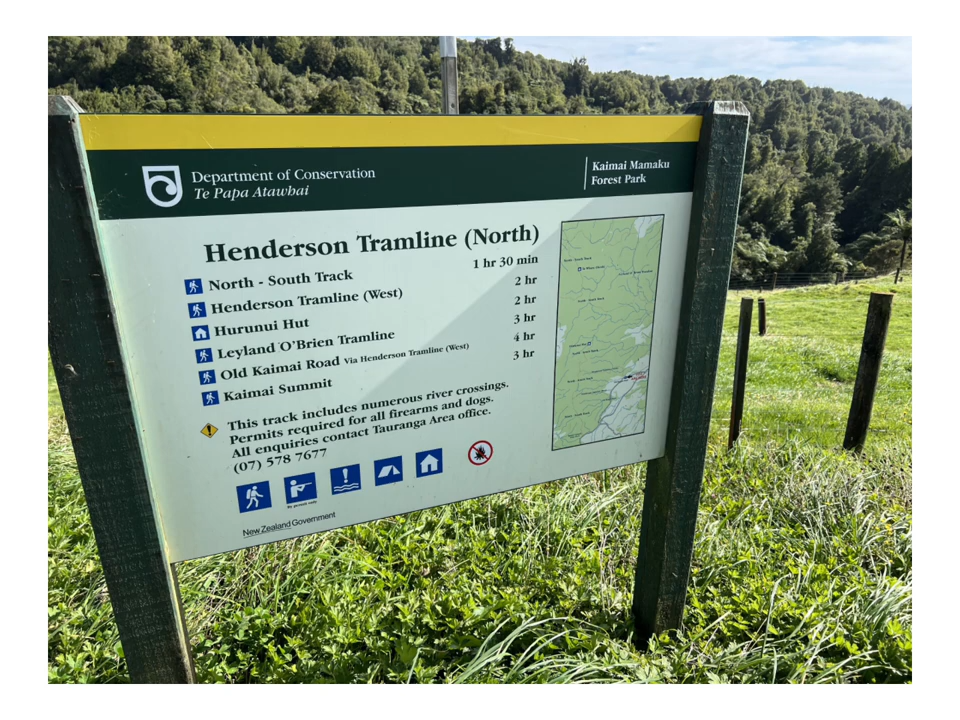 Department of Conservation
Te Papa Atawhai
Kaimai Mamaku
Forest Park
Henderson Tramline (North)
North - South Track 1 hr 30 min
Henderson Tramline (West) 2 hr
Hurunui Hut 2 hr
Leyland O'Brien Tramline 3 hr
Old Kaimai Road Via Henderson Tramline (West) 4 hr
Kaimai Summit 3 hr
This track includes numerous river crossings.
Permits required for all firearms and dogs.
All enquiries contact Tauranga Area office.
(07) 578 7677
By permit only
New Zealand Government